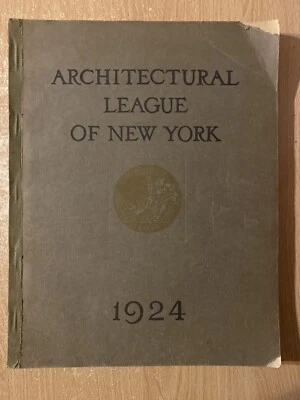 ARCHITECTURAL
LEAGUE
OF NEW YORK
1924